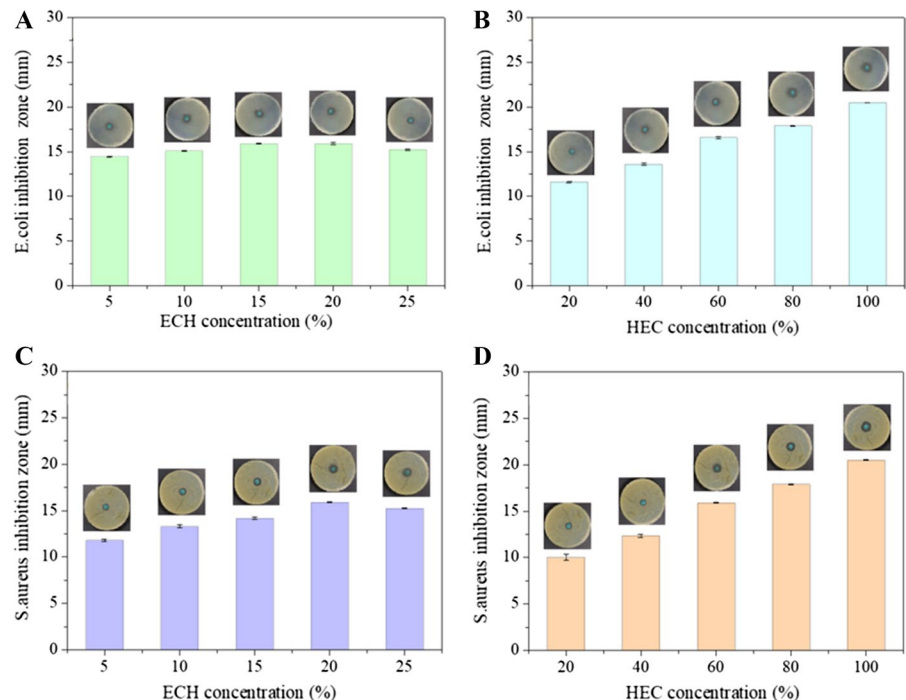 A
E.coli inhibition zone (mm)
30
25
20
15
10
5
0
5 10 15 20 25
ECH concentration (%)
B
E.coli inhibition zone (mm)
30
25
20
15
10
5
0
20 40 60 80 100
HEC concentration (%)
C
S.aureus inhibition zone (mm)
30
25
20
15
10
5
0
5 10 15 20 25
ECH concentration (%)
D
S.aureus inhibition zone (mm)
30
25
20
15
10
5
0
20 40 60 80 100
HEC concentration (%)